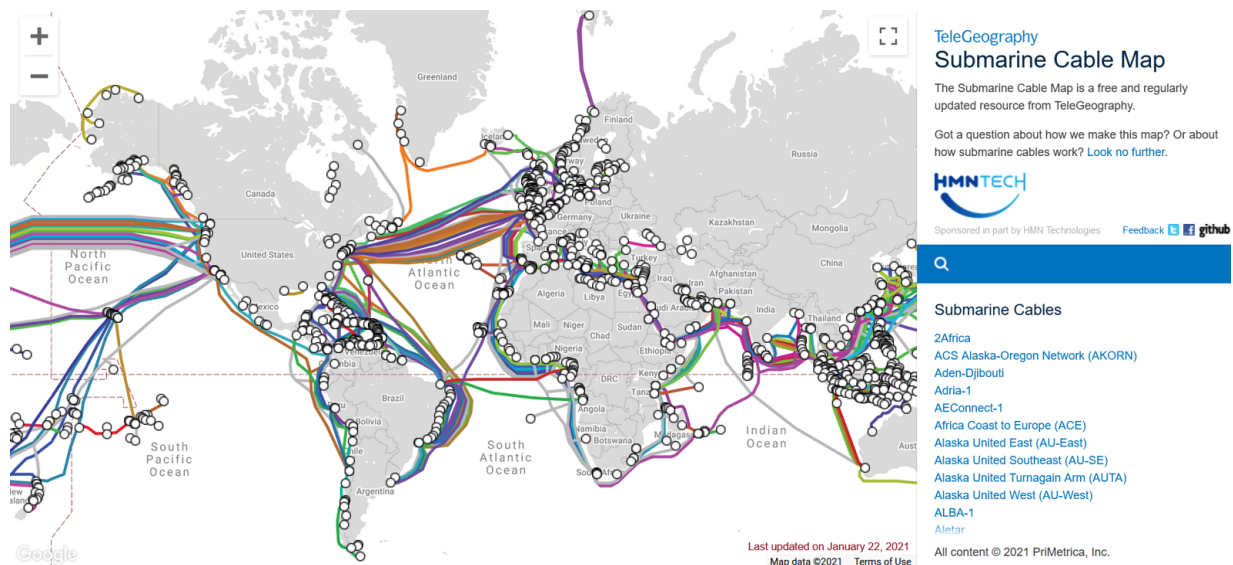 TeleGeography
Submarine Cable Map
The Submarine Cable Map is a free and regularly
updated resource from TeleGeography.
Got a question about how we make this map? Or about
how submarine cables work? Look no further.
HMNTECH
Sponsored in part by HMN Technologies
Feedback
github
Submarine Cables
2Africa
ACS Alaska-Oregon Network (AKORN)
Aden-Djibouti
Adria-1
AEConnect-1
Africa Coast to Europe (ACE)
Alaska United East (AU-East)
Alaska United Southeast (AU-SE)
Alaska United Turnagain Arm (AUTA)
Alaska United West (AU-West)
ALBA-1
Aletar
All content © 2021 PriMetrica, Inc.
+
−
Greenland
Finland
Russia
Canada
Poland
Germany
Ukraine
Kazakhstan
Mongolia
North
Pacific
Ocean
United States
Atlantic
Ocean
Turkey
Afghanistan
China
Iraq
Iran
Pakistan
Algeria
Libya
India
Mali
Niger
Chad
Sudan
Thailand
Nigeria
Ethiopia
DRC
Brazil
Angola
Bolivia
Namibia
Botswana
Indian
Ocean
South
Pacific
Ocean
South
Atlantic
Ocean
Argentina
Google
Last updated on January 22, 2021
Map data ©2021
Terms of Use